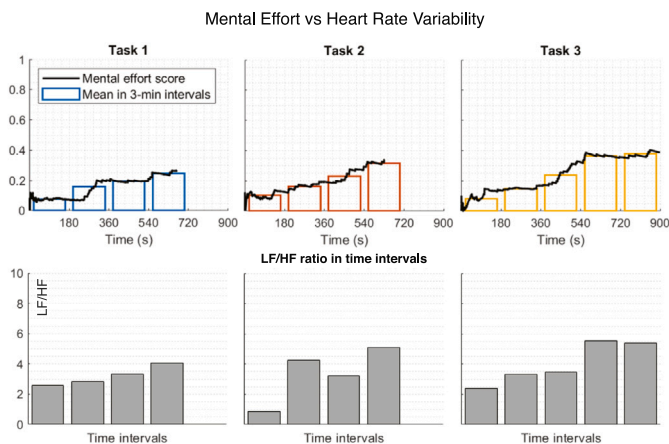 Mental Effort vs Heart Rate Variability
Task 1
Task 2
Task 3
1
0.8
0.6
0.4
0.2
0
Mental effort score
Mean in 3-min intervals
180 360 540 720 900
180 360 540 720 900
180 360 540 720 900
Time (s)
Time (s)
Time (s)
LF/HF ratio in time intervals
10
8
6
4
2
0
LF/HF
Time intervals
Time intervals
Time intervals